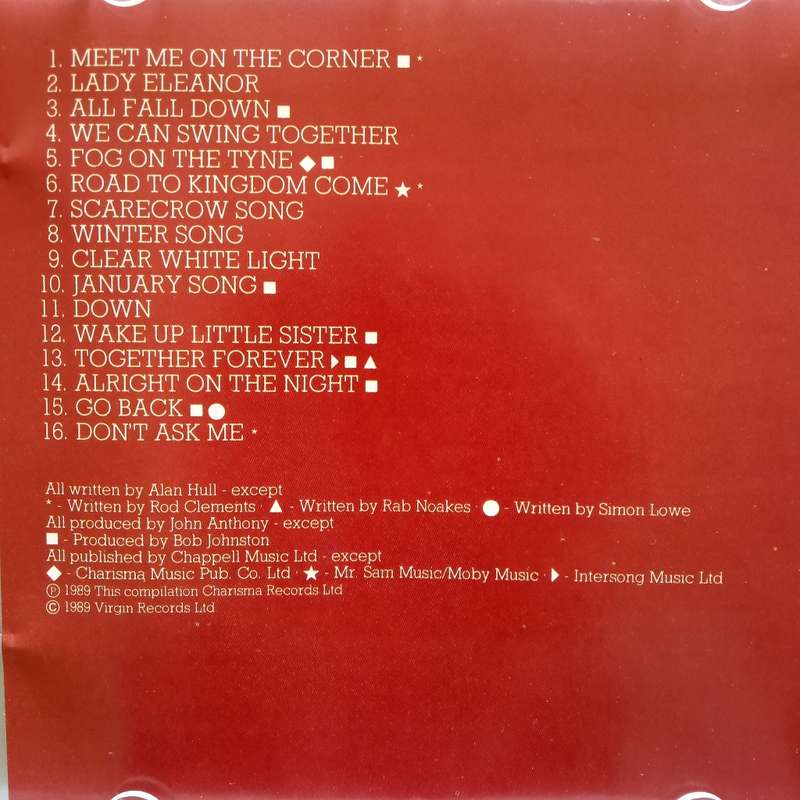 1. MEET ME ON THE CORNER ■ *
2. LADY ELEANOR
3. ALL FALL DOWN ■
4. WE CAN SWING TOGETHER
5. FOG ON THE TYNE ◆ ■
6. ROAD TO KINGDOM COME ★ *
7. SCARECROW SONG
8. WINTER SONG
9. CLEAR WHITE LIGHT
10. JANUARY SONG ■
11. DOWN
12. WAKE UP LITTLE SISTER ■
13. TOGETHER FOREVER ◗ ■ ▲
14. ALRIGHT ON THE NIGHT ■
15. GO BACK ■ ●
16. DON'T ASK ME *
All written by Alan Hull - except
* - Written by Rod Clements · ▲ - Written by Rab Noakes · ● - Written by Simon Lowe
All produced by John Anthony - except
■ - Produced by Bob Johnston
All published by Chappell Music Ltd - except
◆ - Charisma Music Pub. Co. Ltd · ★ - Mr. Sam Music/Moby Music · ◗ - Intersong Music Ltd
℗ 1989 This compilation Charisma Records Ltd
© 1989 Virgin Records Ltd